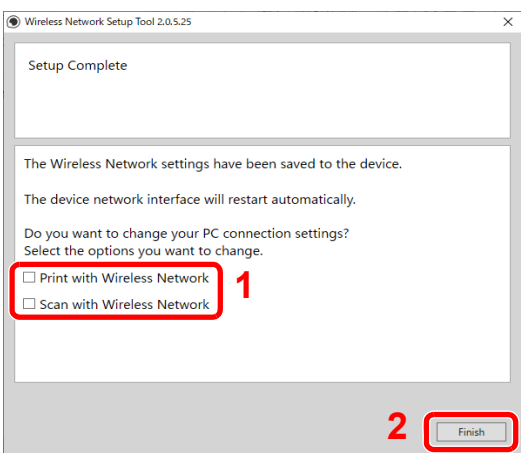 Wireless Network Setup Tool 2.0.5.25
Setup Complete
The Wireless Network settings have been saved to the device.
The device network interface will restart automatically.
Do you want to change your PC connection settings?
Select the options you want to change.
Print with Wireless Network
1
Scan with Wireless Network
2
Finish